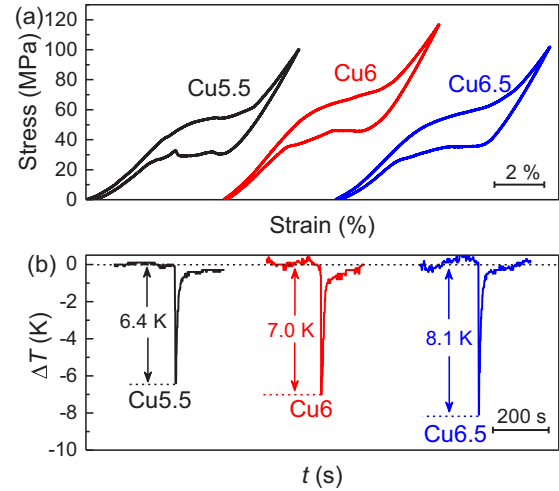 (a)
120
100
80
60
40
20
0
Stress (MPa)
Cu5.5
Cu6
Cu6.5
2 %
Strain (%)
(b)
0
-2
-4
-6
-8
-10
ΔT (K)
6.4 K
7.0 K
8.1 K
Cu5.5
Cu6
Cu6.5
200 s
t (s)